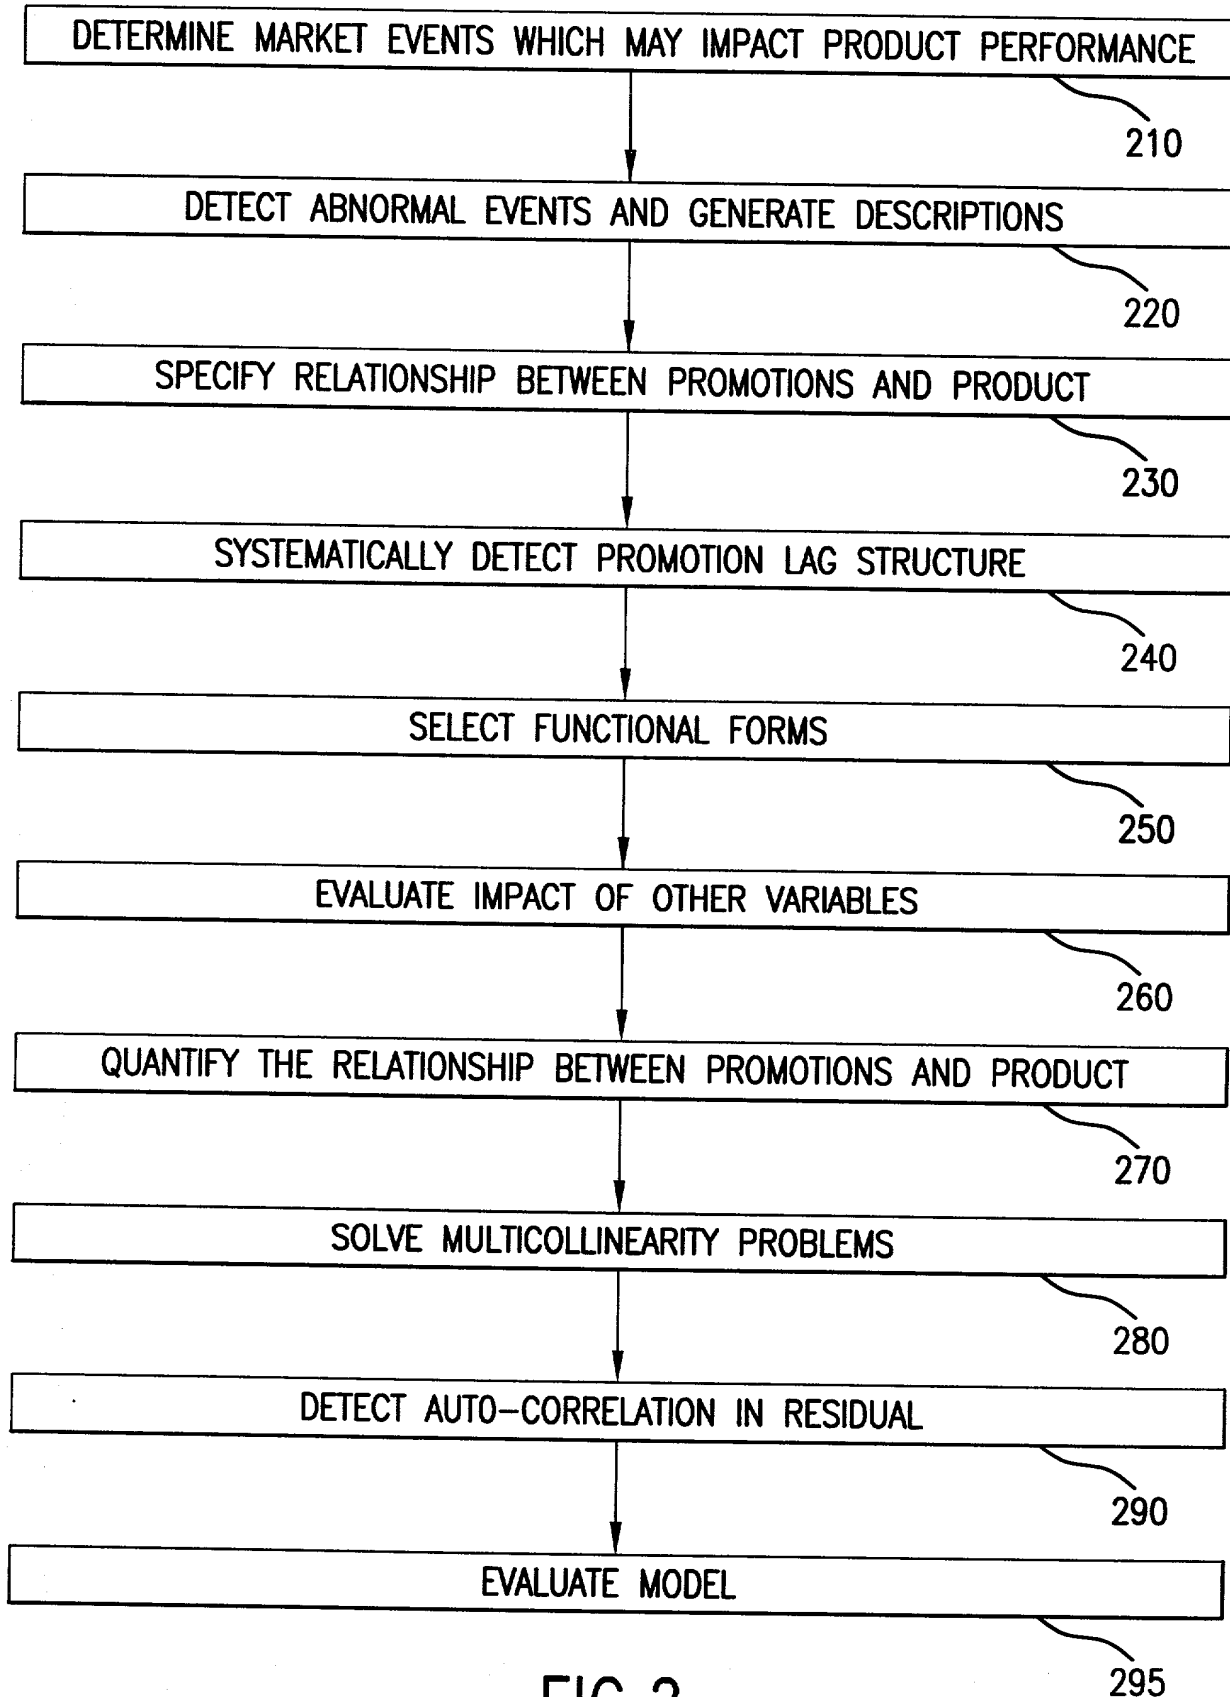 DETERMINE MARKET EVENTS WHICH MAY IMPACT PRODUCT PERFORMANCE
210
DETECT ABNORMAL EVENTS AND GENERATE DESCRIPTIONS
220
SPECIFY RELATIONSHIP BETWEEN PROMOTIONS AND PRODUCT
230
SYSTEMATICALLY DETECT PROMOTION LAG STRUCTURE
240
SELECT FUNCTIONAL FORMS
250
EVALUATE IMPACT OF OTHER VARIABLES
260
QUANTIFY THE RELATIONSHIP BETWEEN PROMOTIONS AND PRODUCT
270
SOLVE MULTICOLLINEARITY PROBLEMS
280
DETECT AUTO-CORRELATION IN RESIDUAL
290
EVALUATE MODEL
295